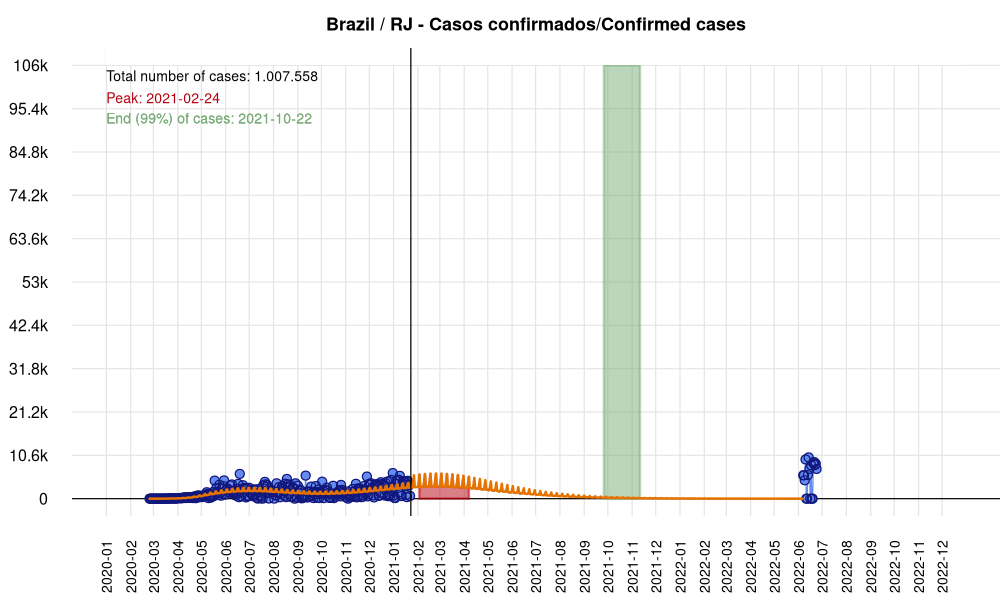 Brazil / RJ - Casos confirmados/Confirmed cases
Total number of cases: 1.007.558
Peak: 2021-02-24
End (99%) of cases: 2021-10-22
106k
95.4k
84.8k
74.2k
63.6k
53k
42.4k
31.8k
21.2k
10.6k
0
2020-01
2020-02
2020-03
2020-04
2020-05
2020-06
2020-07
2020-08
2020-09
2020-10
2020-11
2020-12
2021-01
2021-02
2021-03
2021-04
2021-05
2021-06
2021-07
2021-08
2021-09
2021-10
2021-11
2021-12
2022-01
2022-02
2022-03
2022-04
2022-05
2022-06
2022-07
2022-08
2022-09
2022-10
2022-11
2022-12